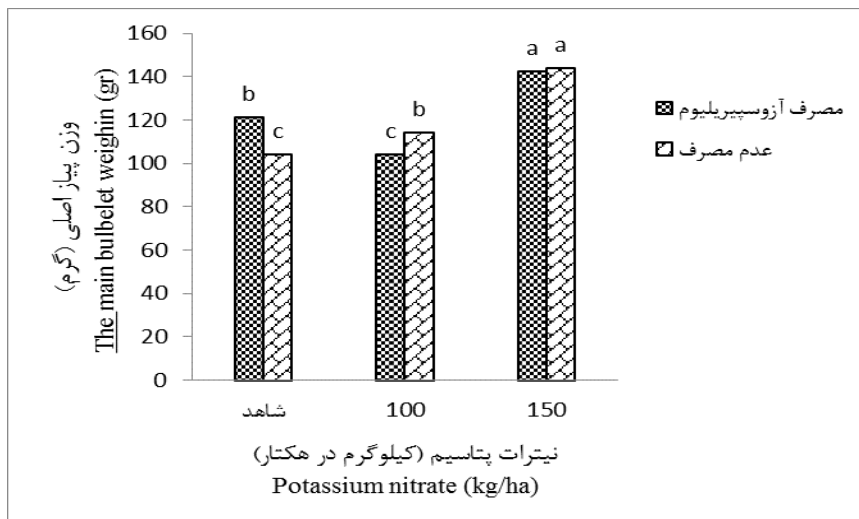 وزن پیاز اصلی (گرم)
The main bulbelet weighin (gr)
160
140
120
100
80
60
40
20
0
b
c
c
b
a
a
شاهد
100
150
نیترات پتاسیم (کیلوگرم در هکتار)
Potassium nitrate (kg/ha)
مصرف آزوسپیریلیوم
عدم مصرف